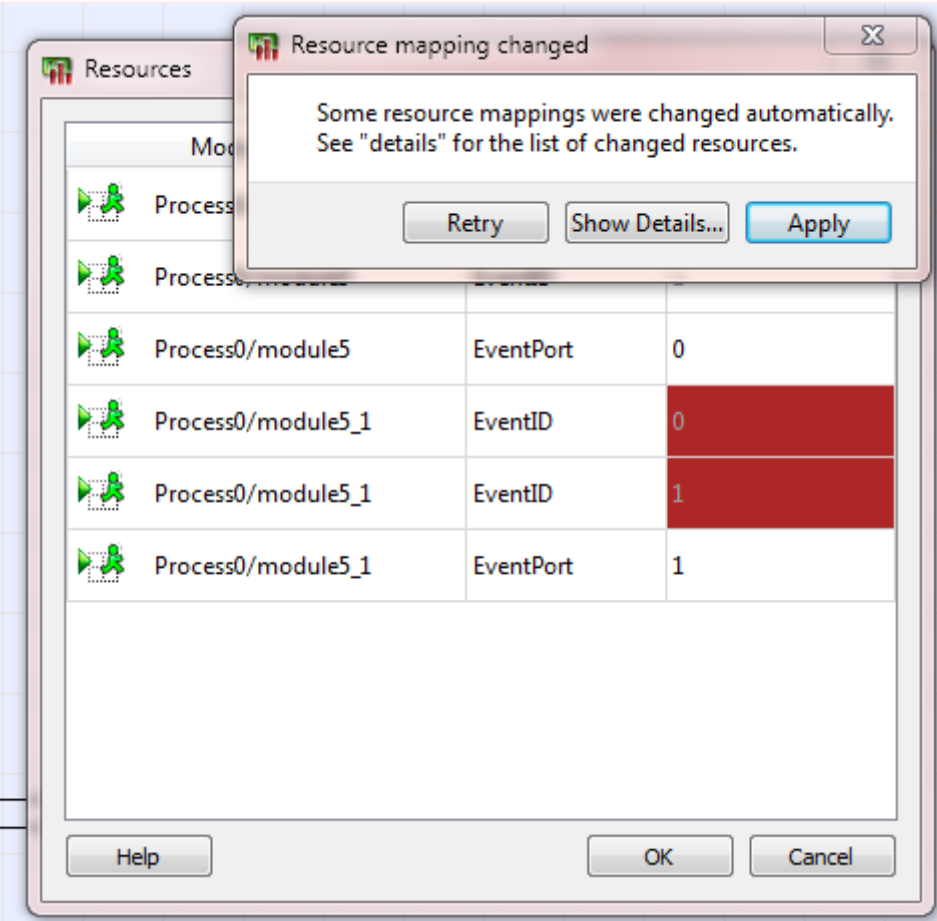 Resource mapping changed
Some resource mappings were changed automatically.
See "details" for the list of changed resources.
Retry Show Details... Apply
Resources
Process0/module5 EventPort 0
Process0/module5_1 EventID 0
Process0/module5_1 EventID 1
Process0/module5_1 EventPort 1
Help OK Cancel